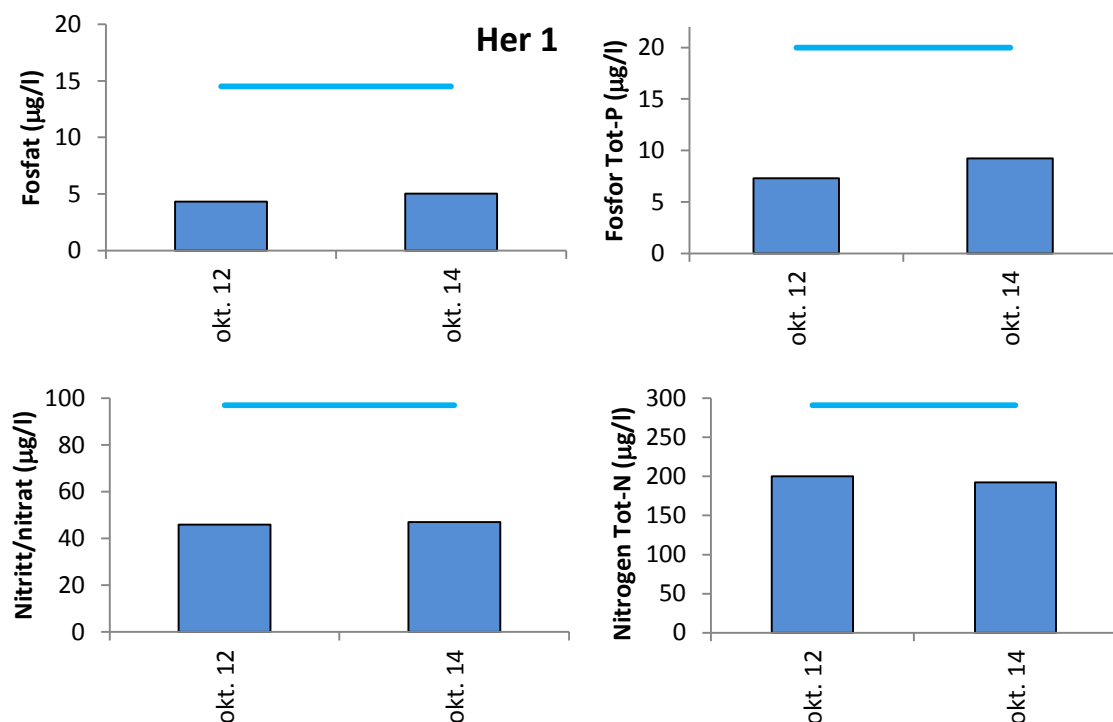 Her 1
Fosfat (µg/l)
20
15
10
5
0
okt. 12
okt. 14
Fosfor Tot-P (µg/l)
20
15
10
5
0
okt. 12
okt. 14
Nitritt/nitrat (µg/l)
100
80
60
40
20
0
okt. 12
okt. 14
Nitrogen Tot-N (µg/l)
300
250
200
150
100
50
0
okt. 12
okt. 14